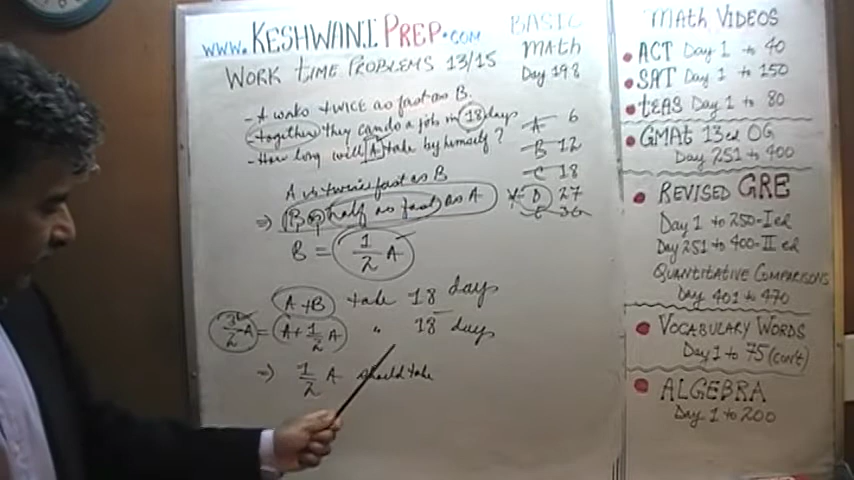 www.KESHWANI PREP.COM
WORK TIME PROBLEMS 13/15
BASIC
MATH
Day 198
- A works twice as fast as B.
- together they can do a job in 18 days
- How long will A take by himself?
A 6
B 12
C 18
* D 27
E 36
A is twice fast as B
=> B is half as fast as A
B = 1/2 A
A+B take 18 days
3/2 A = A + 1/2 A " 18 days
=> 1/2 A should take
MATH VIDEOS
• ACT Day 1 to 40
• SAT Day 1 to 150
• TEAS Day 1 to 80
• GMAT 13ed OG
Day 251 to 400
• REVISED GRE
Day 1 to 250-I ed
Day 251 to 400-II ed
QUANTITATIVE COMPARISONS
Day 401 to 470
• VOCABULARY WORDS
Day 1 to 75 (con't)
• ALGEBRA
Day 1 to 200